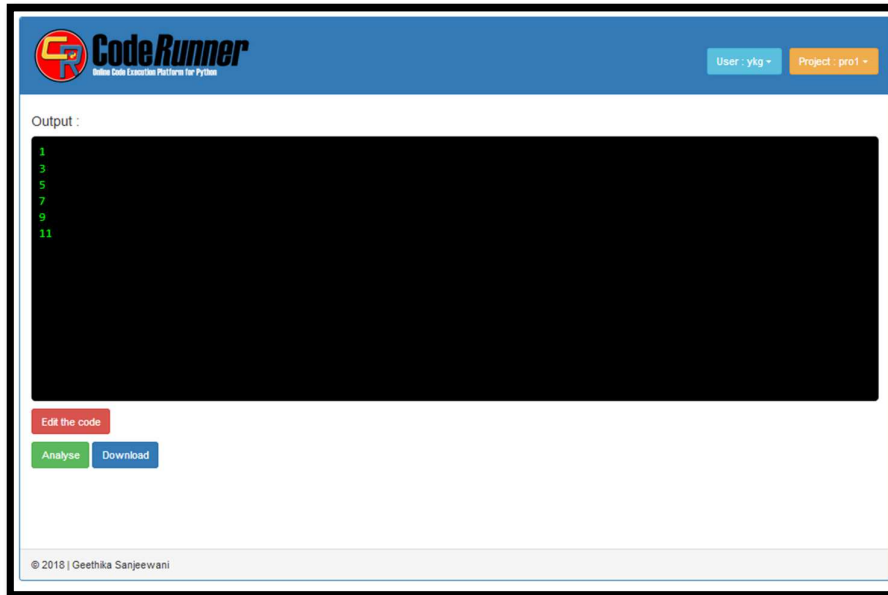 CR CodeRunner
Online Code Execution Platform for Python
User : ykg
Project : pro1
Output :
1
3
5
7
9
11
Edit the code
Analyse Download
© 2018 | Geethika Sanjeewani